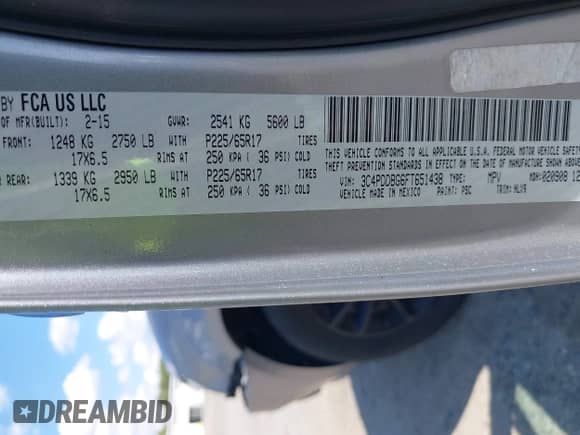 BY FCA US LLC
OF MFR(BUILT): 2-15 GVWR: 2541 KG 5600 LB
FRONT: 1248 KG 2750 LB WITH P225/65R17 TIRES
17X6.5 RIMS AT 250 KPA ( 36 PSI) COLD
REAR: 1339 KG 2950 LB WITH P225/65R17 TIRES
17X6.5 RIMS AT 250 KPA ( 36 PSI) COLD
THIS VEHICLE CONFORMS TO ALL APPLICABLE U.S.A. FEDERAL MOTOR VEHICLE SAFETY
THEFT PREVENTION STANDARDS IN EFFECT ON THE DATE OF MANUFACTURE SHOWN
VIN: 3C4PDDBG6FT651438 TYPE: MPV MDH: 020908 12
VEHICLE MADE IN MEXICO PAINT: PSC TRIM: HLX9
DREAMBID